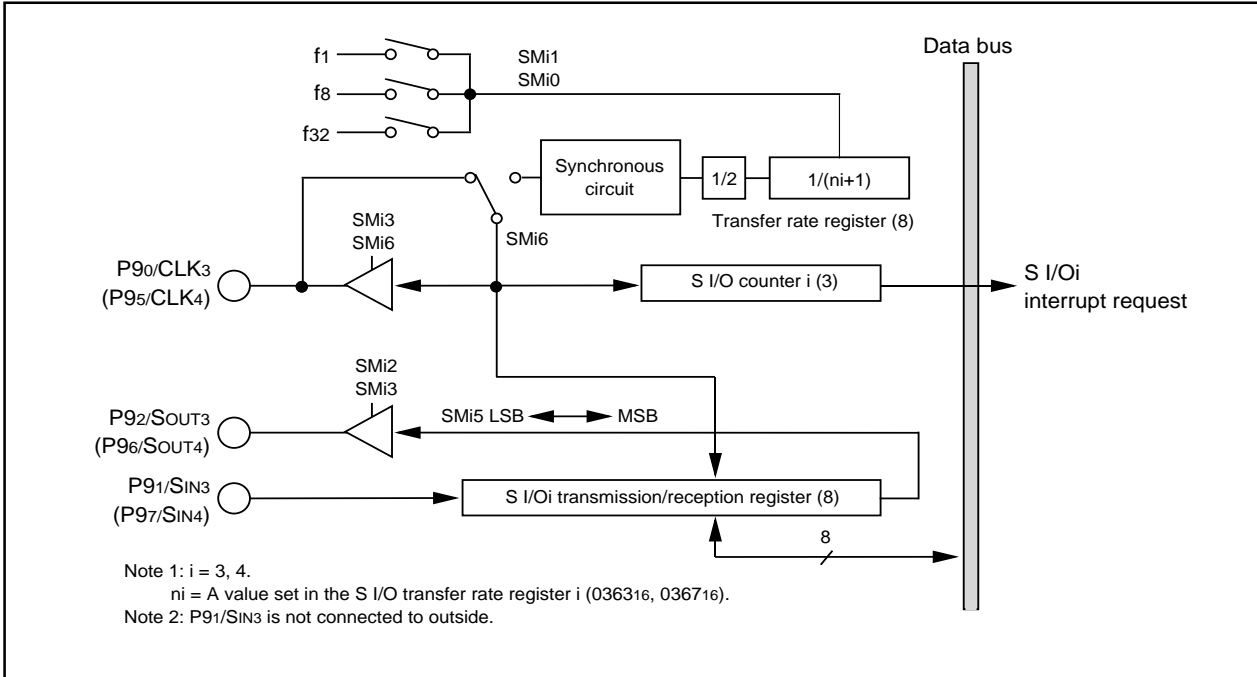 Data bus
f1
SMi1
SMi0
f8
f32
Synchronous
circuit
1/2
1/(ni+1)
Transfer rate register (8)
SMi3
SMi6
SMi6
P90/CLK3
(P95/CLK4)
S I/O counter i (3)
S I/Oi
interrupt request
SMi2
SMi3
P92/SOUT3
(P96/SOUT4)
SMi5 LSB
MSB
P91/SIN3
(P97/SIN4)
S I/Oi transmission/reception register (8)
8
Note 1: i = 3, 4.
ni = A value set in the S I/O transfer rate register i (036316, 036716).
Note 2: P91/SIN3 is not connected to outside.